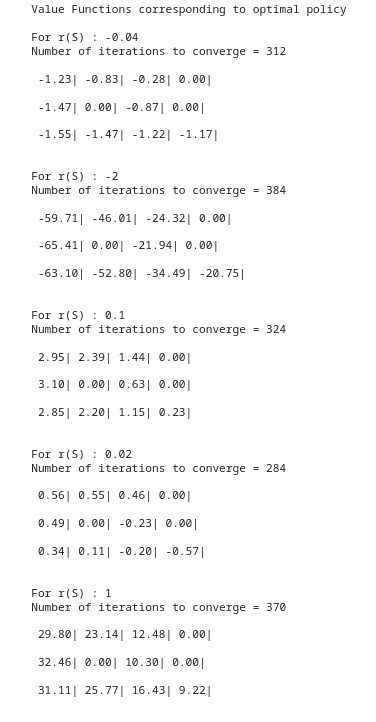 Value Functions corresponding to optimal policy
For r(S) : -0.04
Number of iterations to converge = 312
-1.23| -0.83| -0.28| 0.00|
-1.47| 0.00| -0.87| 0.00|
-1.55| -1.47| -1.22| -1.17|
For r(S) : -2
Number of iterations to converge = 384
-59.71| -46.01| -24.32| 0.00|
-65.41| 0.00| -21.94| 0.00|
-63.10| -52.80| -34.49| -20.75|
For r(S) : 0.1
Number of iterations to converge = 324
2.95| 2.39| 1.44| 0.00|
3.10| 0.00| 0.63| 0.00|
2.85| 2.20| 1.15| 0.23|
For r(S) : 0.02
Number of iterations to converge = 284
0.56| 0.55| 0.46| 0.00|
0.49| 0.00| -0.23| 0.00|
0.34| 0.11| -0.20| -0.57|
For r(S) : 1
Number of iterations to converge = 370
29.80| 23.14| 12.48| 0.00|
32.46| 0.00| 10.30| 0.00|
31.11| 25.77| 16.43| 9.22|